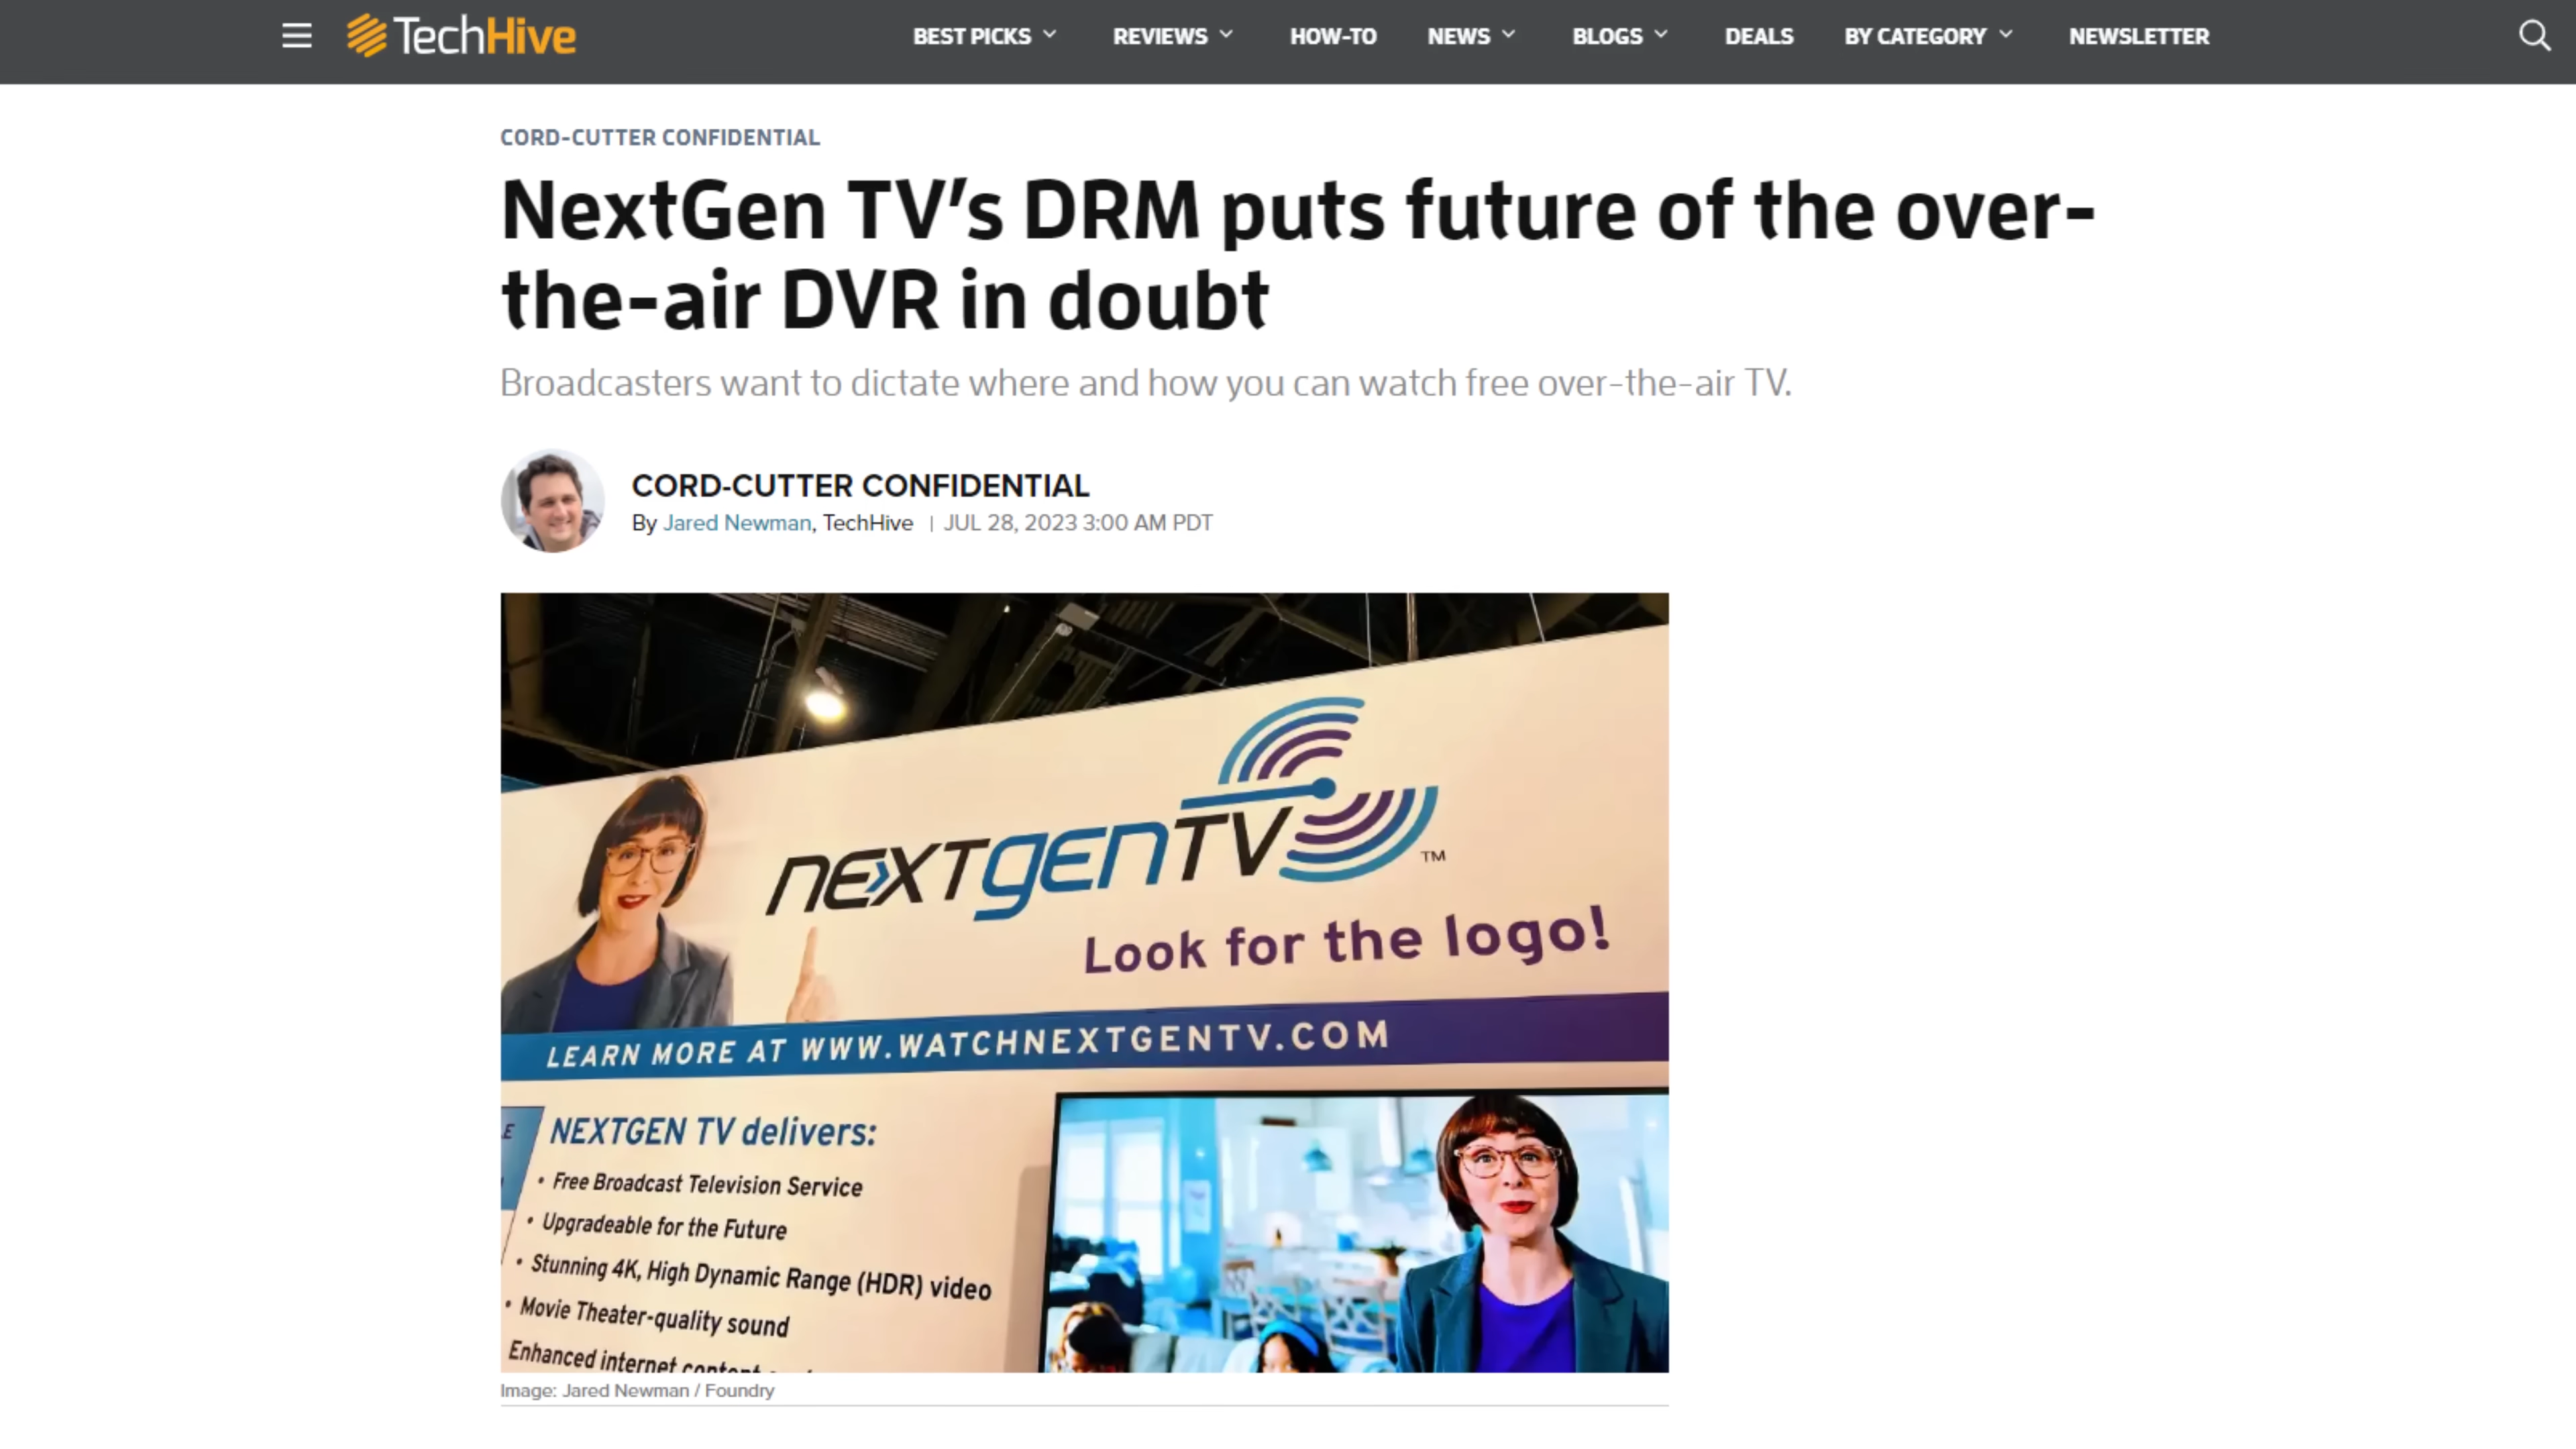 TechHive
BEST PICKS
REVIEWS
HOW-TO
NEWS
BLOGS
DEALS
BY CATEGORY
NEWSLETTER
CORD-CUTTER CONFIDENTIAL
NextGen TV’s DRM puts future of the over-
the-air DVR in doubt
Broadcasters want to dictate where and how you can watch free over-the-air TV.
CORD-CUTTER CONFIDENTIAL
By Jared Newman, TechHive | JUL 28, 2023 3:00 AM PDT
NEXTGEN TV™
Look for the logo!
LEARN MORE AT WWW.WATCHNEXTGENTV.COM
E
NEXTGEN TV delivers:
• Free Broadcast Television Service
• Upgradeable for the Future
• Stunning 4K, High Dynamic Range (HDR) video
• Movie Theater-quality sound
Enhanced internet content
Image: Jared Newman / Foundry